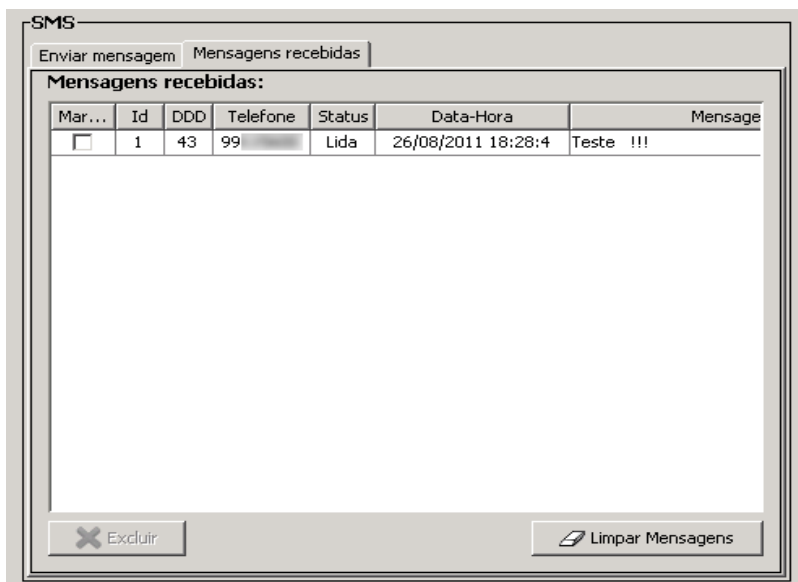 SMS
Enviar mensagem Mensagens recebidas
Mensagens recebidas:
Mar... Id DDD Telefone Status Data-Hora Mensage
1 43 99 Lida 26/08/2011 18:28:4 Teste !!!
Excluir Limpar Mensagens